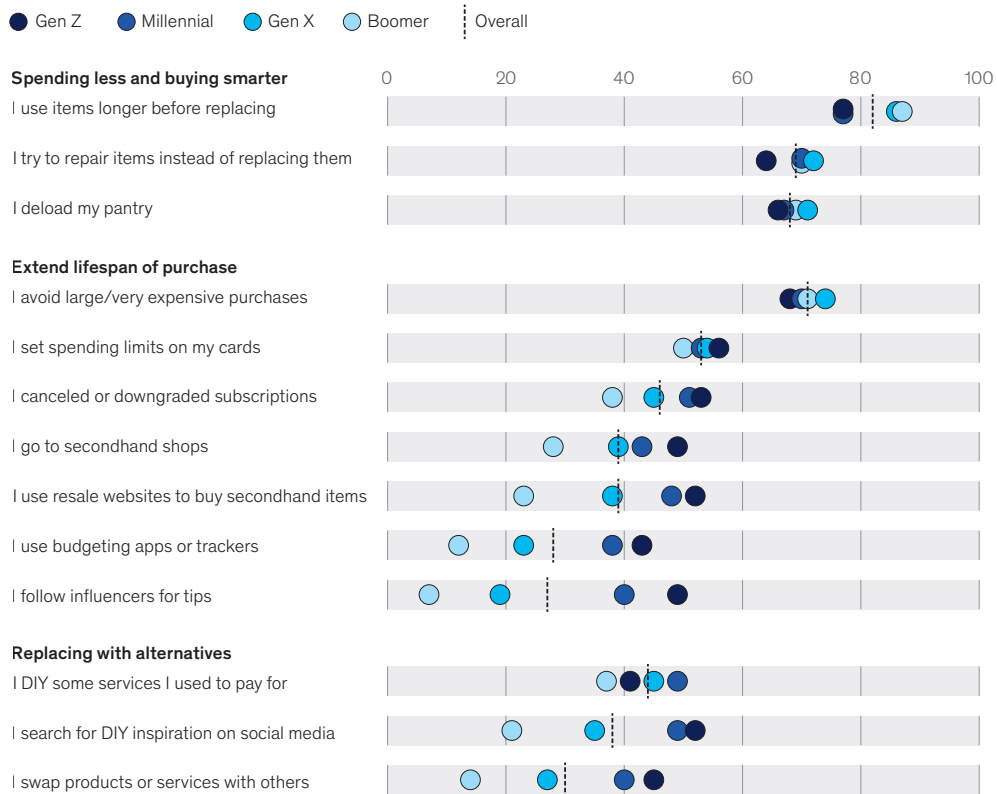 Gen Z Millennial Gen X Boomer Overall
Spending less and buying smarter 0 20 40 60 80 100
I use items longer before replacing
I try to repair items instead of replacing them
I deload my pantry
Extend lifespan of purchase
I avoid large/very expensive purchases
I set spending limits on my cards
I canceled or downgraded subscriptions
I go to secondhand shops
I use resale websites to buy secondhand items
I use budgeting apps or trackers
I follow influencers for tips
Replacing with alternatives
I DIY some services I used to pay for
I search for DIY inspiration on social media
I swap products or services with others